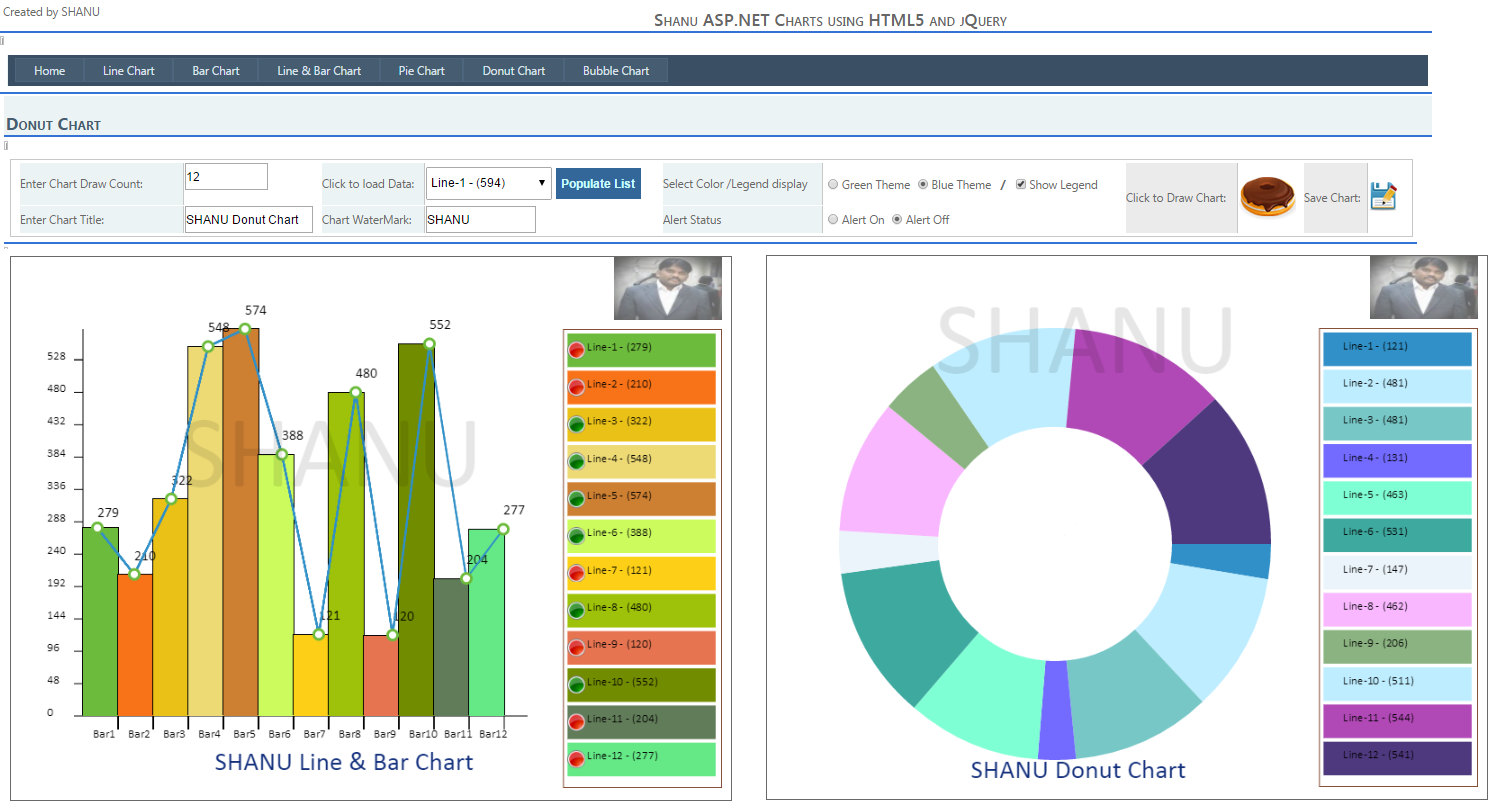 Created by SHANU
Shanu ASP.NET Charts using HTML5 and jQuery
Home Line Chart Bar Chart Line & Bar Chart Pie Chart Donut Chart Bubble Chart
Donut Chart
Enter Chart Draw Count: 12 Click to load Data: Line-1 - (594) Populate List Select Color /Legend display Green Theme Blue Theme / Show Legend Click to Draw Chart: Save Chart:
Enter Chart Title: SHANU Donut Chart Chart WaterMark: SHANU Alert Status Alert On Alert Off
528
480
432
384
336
288
240
192
144
96
48
0
279
210
322
548
574
388
121
480
120
552
204
277
SHANU
Bar1 Bar2 Bar3 Bar4 Bar5 Bar6 Bar7 Bar8 Bar9 Bar10 Bar11 Bar12
SHANU Line & Bar Chart
Line-1 - (279)
Line-2 - (210)
Line-3 - (322)
Line-4 - (548)
Line-5 - (574)
Line-6 - (388)
Line-7 - (121)
Line-8 - (480)
Line-9 - (120)
Line-10 - (552)
Line-11 - (204)
Line-12 - (277)
SHANU
SHANU Donut Chart
Line-1 - (121)
Line-2 - (481)
Line-3 - (481)
Line-4 - (131)
Line-5 - (463)
Line-6 - (531)
Line-7 - (147)
Line-8 - (462)
Line-9 - (206)
Line-10 - (511)
Line-11 - (544)
Line-12 - (541)